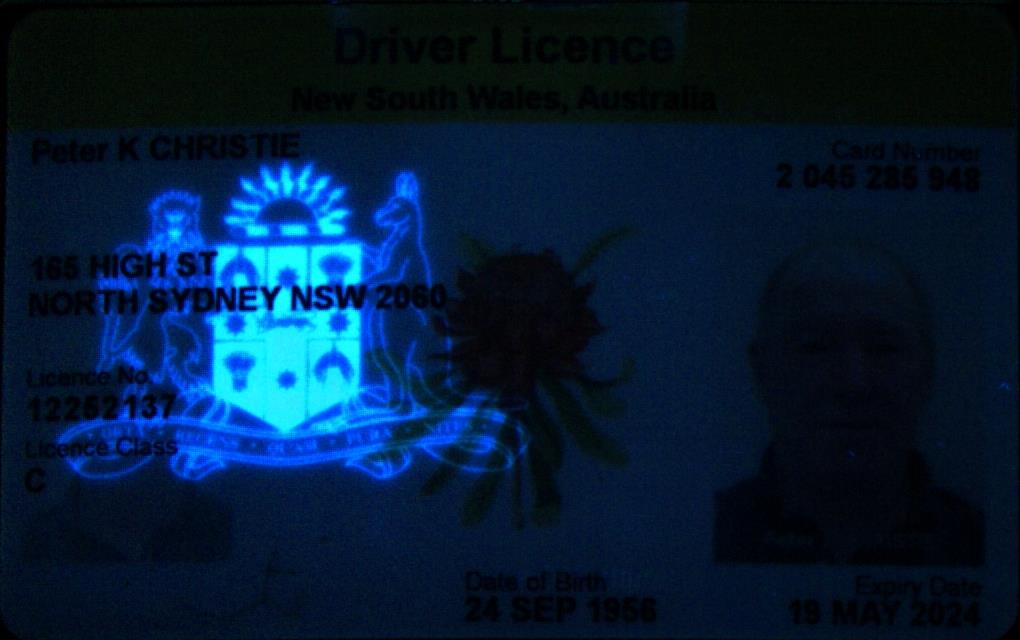 Driver Licence
New South Wales, Australia
Peter K CHRISTIE
Card Number
2 045 285 948
165 HIGH ST
NORTH SYDNEY NSW 2060
Licence No.
12252137
Licence Class
C
Date of Birth
24 SEP 1956
Expiry Date
19 MAY 2024